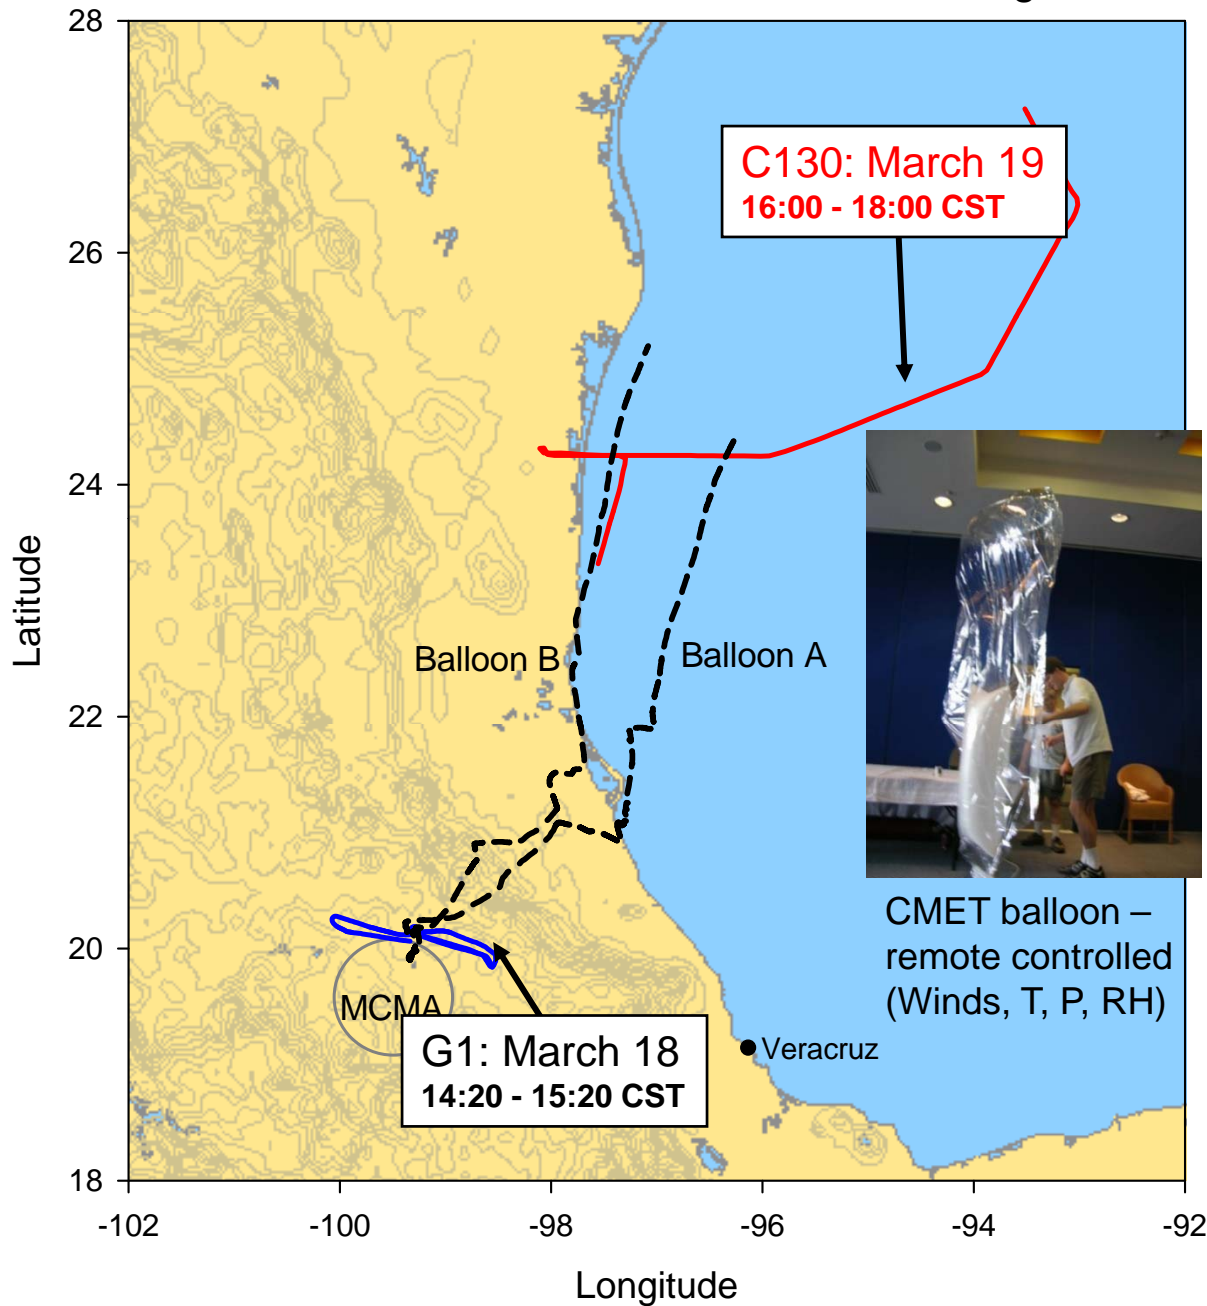 28
C130: March 19
16:00 - 18:00 CST
26
24
Latitude
Balloon B
Balloon A
22
CMET balloon –
remote controlled
(Winds, T, P, RH)
20
MCMA
G1: March 18
14:20 - 15:20 CST
Veracruz
18
-102
-100
-98
-96
-94
-92
Longitude